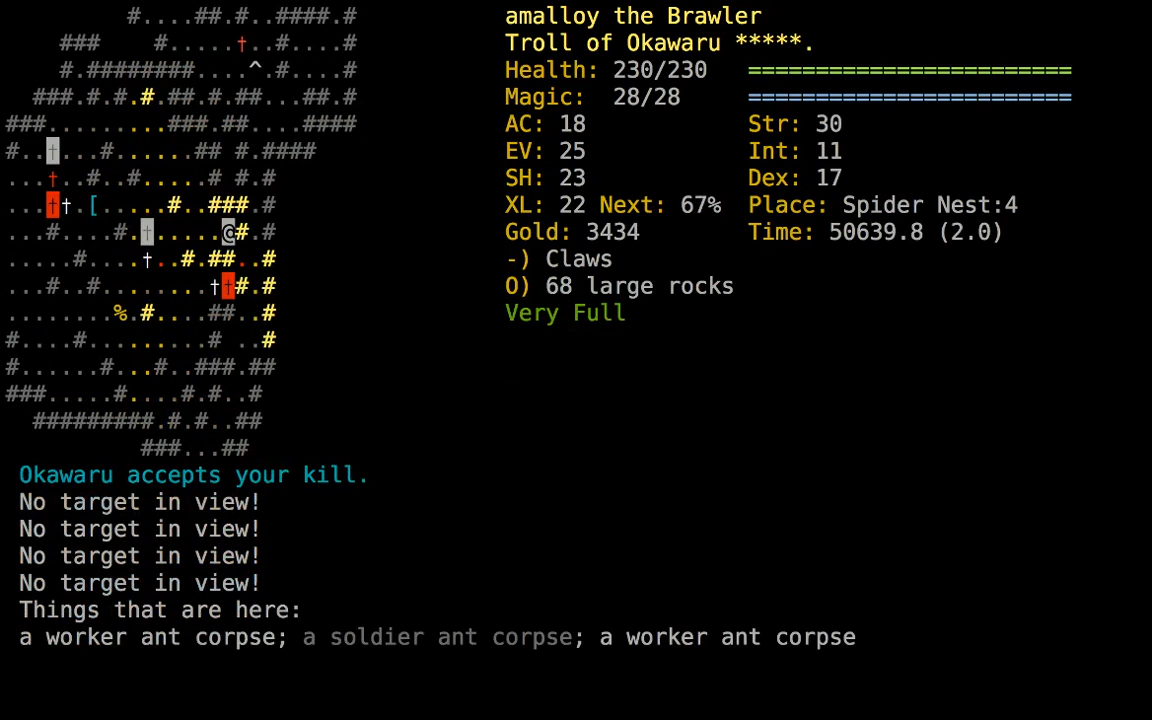 #....##.#..####.#
###    #.....†..#....#
#.########....^.#....#
###.#.#.#.##.#.##...##.#
###.........###.##....####
#..†...#......## #.####
...†..#..#.....# #.#
...††.[.....#..###.#
...#....#.†.....@#.#
.....#....†..#.##..#
...#..#........††#.#
........%.#....##..#
#....#.........# ..#
#......#...#..###.##
###.....#....#.#..#
#########.#.#..##
###...##
amalloy the Brawler
Troll of Okawaru *****.
Health: 230/230 ========================
Magic:  28/28   ========================
AC: 18            Str: 30
EV: 25            Int: 11
SH: 23            Dex: 17
XL: 22 Next: 67%  Place: Spider Nest:4
Gold: 3434        Time: 50639.8 (2.0)
-) Claws
O) 68 large rocks
Very Full
Okawaru accepts your kill.
No target in view!
No target in view!
No target in view!
No target in view!
Things that are here:
a worker ant corpse; a soldier ant corpse; a worker ant corpse